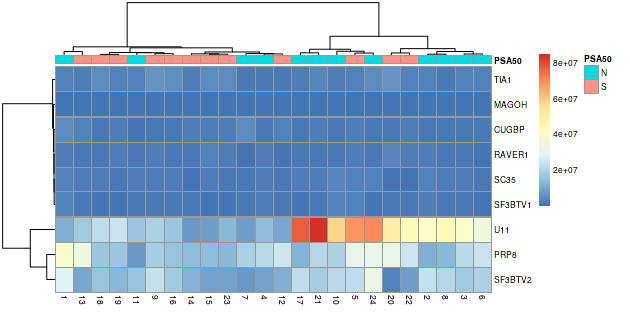 PSA50
TIA1
MAGOH
CUGBP
RAVER1
SC35
SF3BTV1
U11
PRP8
SF3BTV2
1 13 18 19 11 9 16 14 15 23 7 4 12 17 21 10 5 24 20 22 2 8 3 6
8e+07
6e+07
4e+07
2e+07
PSA50
N
S